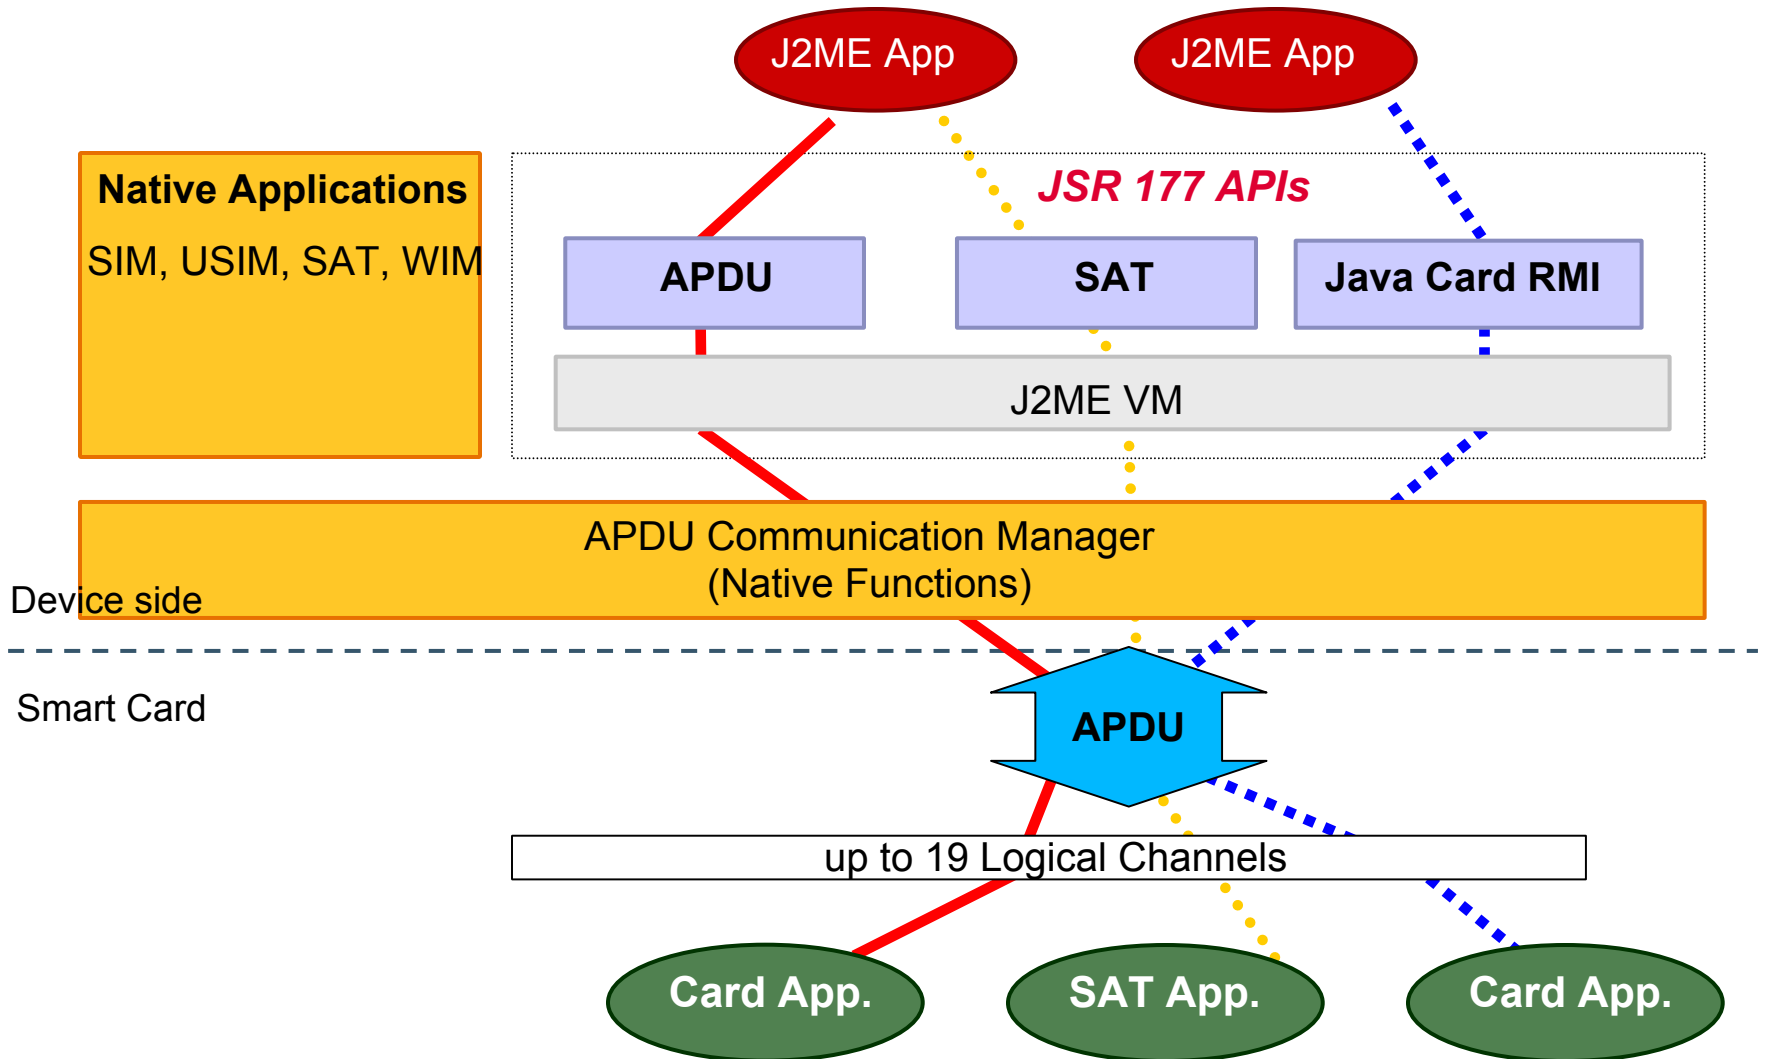 J2ME App
J2ME App
Native Applications
SIM, USIM, SAT, WIM
JSR 177 APIs
APDU
SAT
Java Card RMI
J2ME VM
APDU Communication Manager
(Native Functions)
Device side
Smart Card
APDU
up to 19 Logical Channels
Card App.
SAT App.
Card App.